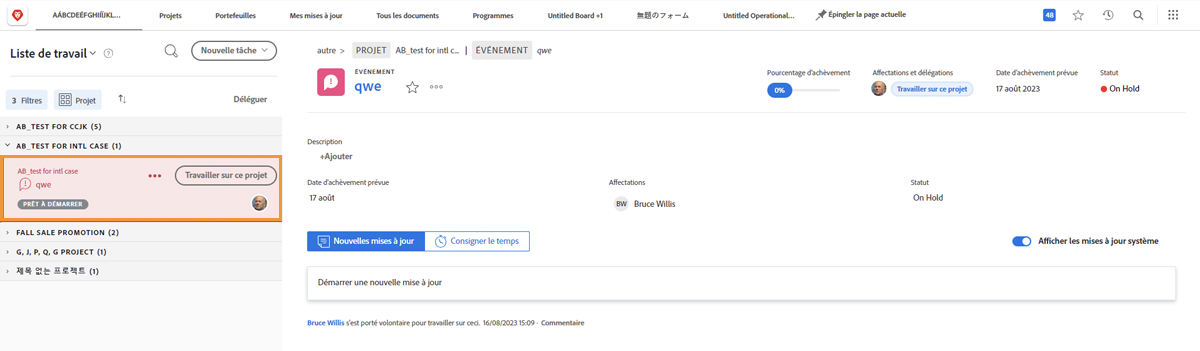 AÁBCDEÉFGHIÍJKL... Projets Portefeuilles Mes mises à jour Tous les documents Programmes Untitled Board +1 無題のフォーム Untitled Operational... Épingler la page actuelle 48
Liste de travail Nouvelle tâche
3 Filtres Projet Déléguer
AB_TEST FOR CCJK (5)
AB_TEST FOR INTL CASE (1)
AB_test for intl case
qwe
Travailler sur ce projet
PRÊT À DÉMARRER
FALL SALE PROMOTION (2)
G, J, P, Q, G PROJECT (1)
제목 없는 프로젝트 (1)
autre > PROJET AB_test for intl c... | ÉVÉNEMENT qwe
ÉVÉNEMENT
qwe
Pourcentage d'achèvement
0%
Affectations et délégations
Travailler sur ce projet
Date d'achèvement prévue
17 août 2023
Statut
On Hold
Description
+Ajouter
Date d'achèvement prévue
17 août
Affectations
BW Bruce Willis
Statut
On Hold
Nouvelles mises à jour Consigner le temps Afficher les mises à jour système
Démarrer une nouvelle mise à jour
Bruce Willis s'est porté volontaire pour travailler sur ceci. 16/08/2023 15:09 · Commentaire